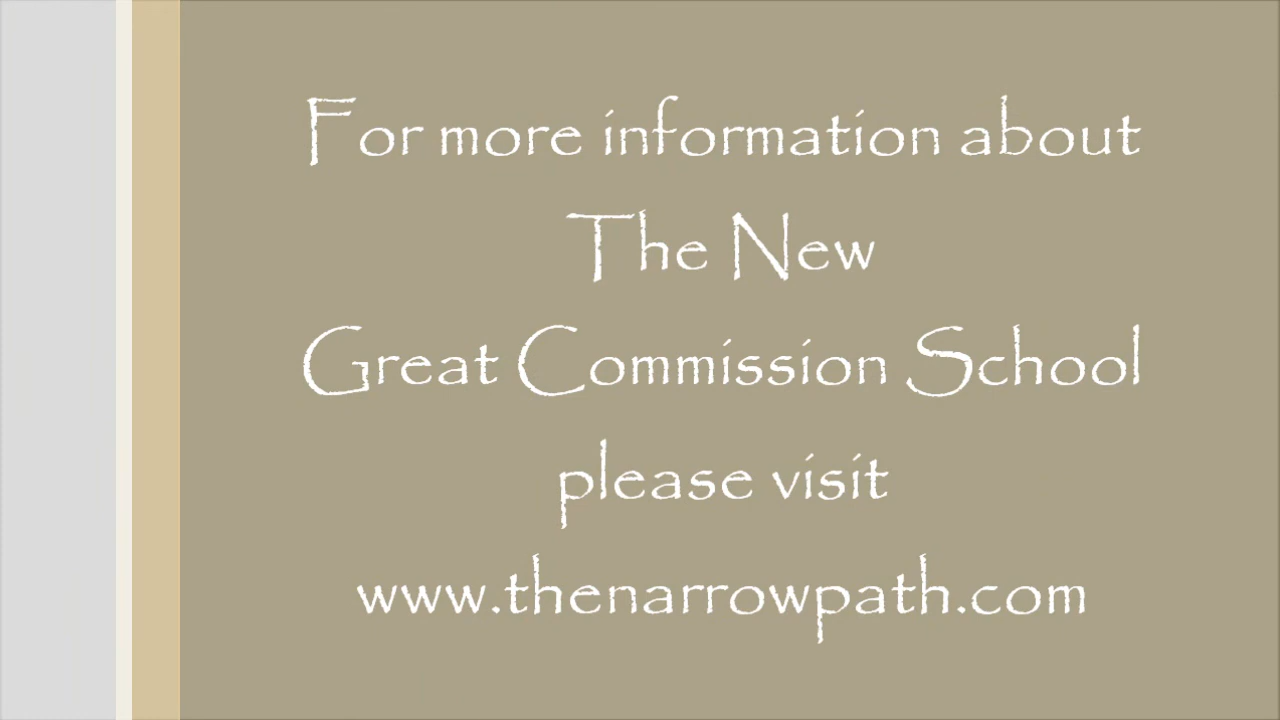 For more information about
The New
Great Commission School
please visit
www.thenarrowpath.com